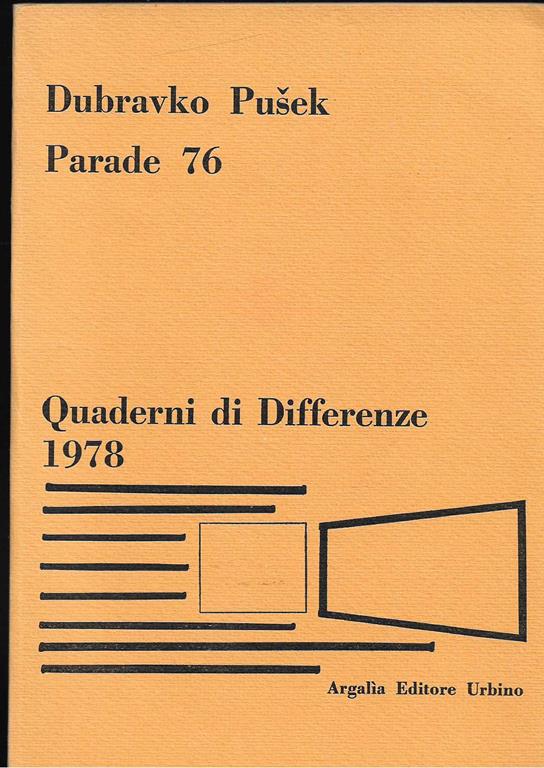 Dubravko Pušek
Parade 76
Quaderni di Differenze
1978
Argalìa Editore Urbino